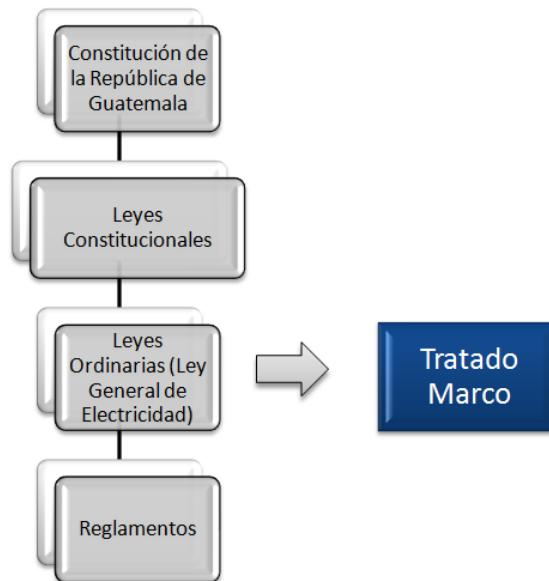 Constitución de
la República de
Guatemala
Leyes
Constitucionales
Leyes
Ordinarias (Ley
General de
Electricidad)
Tratado
Marco
Reglamentos